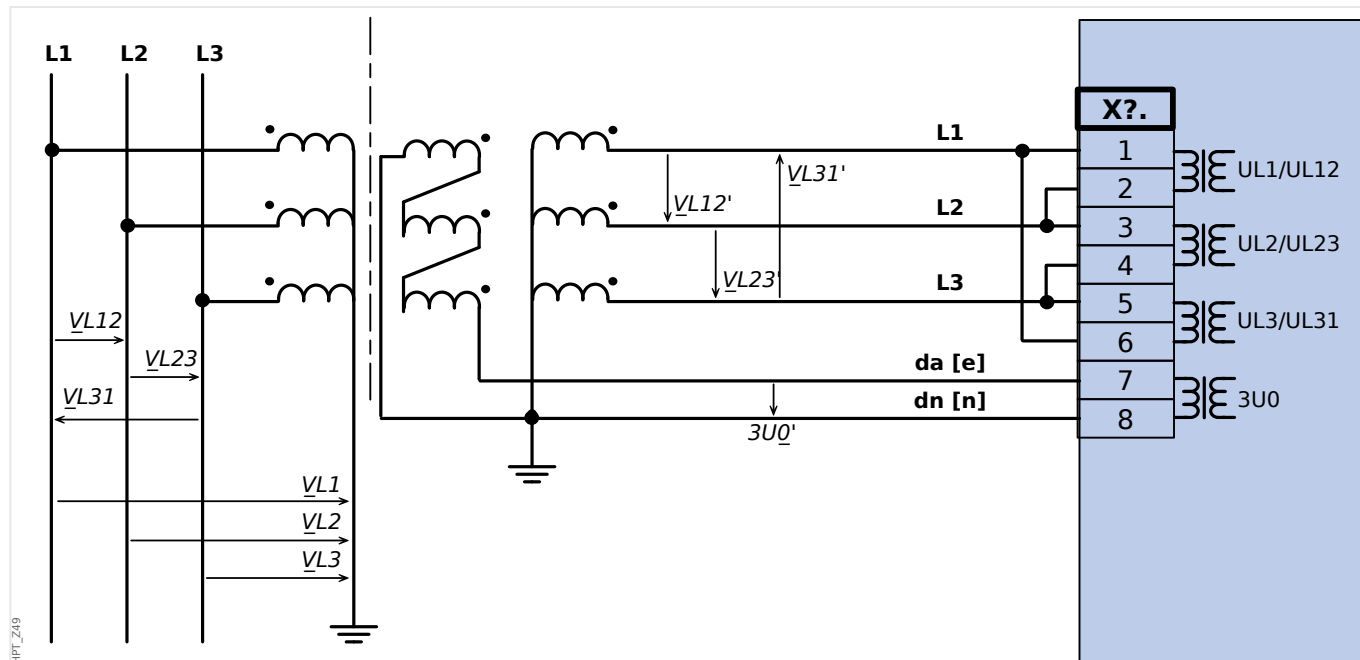 L1 L2 L3
X?.
L1
1
VL31'
UL1/UL12
2
VL12'
L2
3
UL2/UL23
4
VL23'
L3
5
VL12
UL3/UL31
6
VL23
da [e]
7
VL31
dn [n]
3U0
8
3U0'
VL1
VL2
VL3